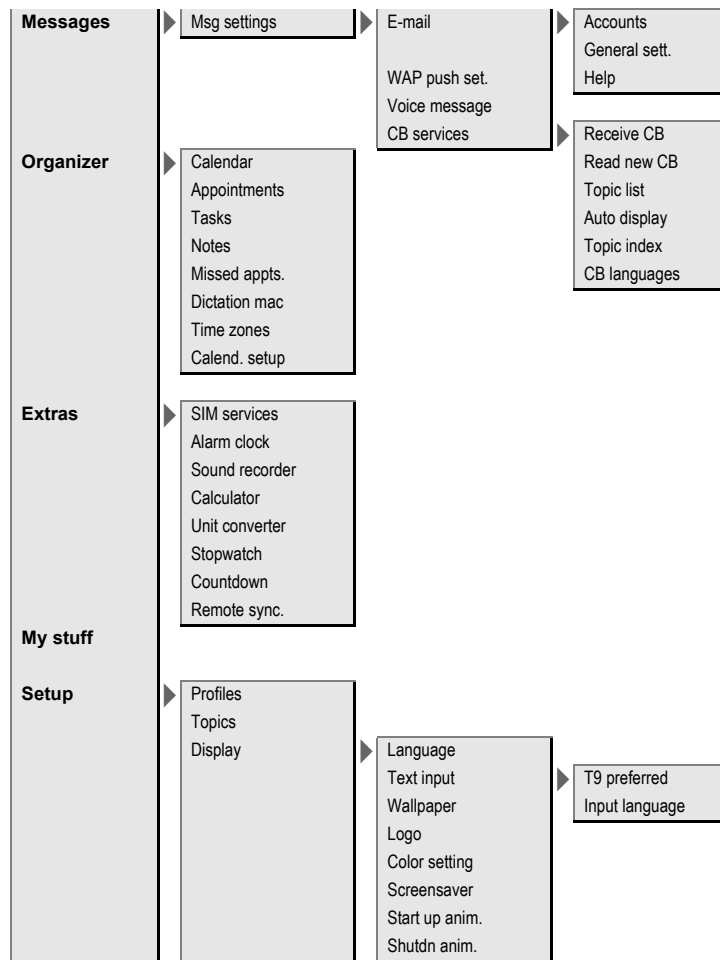 Messages
Msg settings
E-mail
Accounts
General sett.
Help
WAP push set.
Voice message
CB services
Receive CB
Read new CB
Topic list
Auto display
Topic index
CB languages
Organizer
Calendar
Appointments
Tasks
Notes
Missed appts.
Dictation mac
Time zones
Calend. setup
Extras
SIM services
Alarm clock
Sound recorder
Calculator
Unit converter
Stopwatch
Countdown
Remote sync.
My stuff
Setup
Profiles
Topics
Display
Language
Text input
T9 preferred
Input language
Wallpaper
Logo
Color setting
Screensaver
Start up anim.
Shutdn anim.